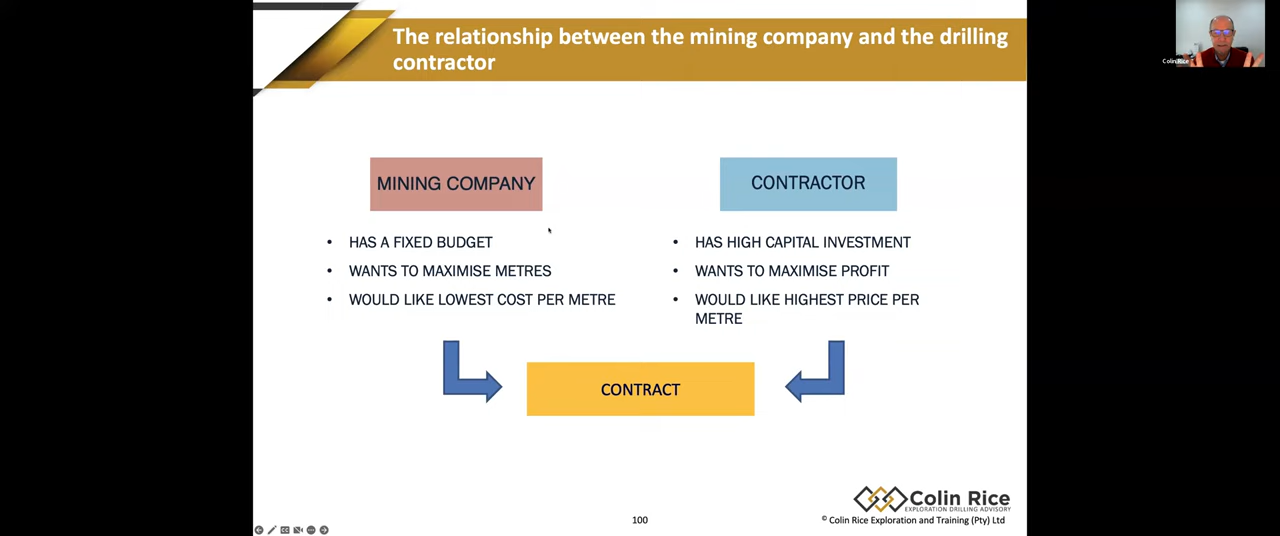 The relationship between the mining company and the drilling
contractor
Colin Rice
MINING COMPANY
CONTRACTOR
• HAS A FIXED BUDGET
• WANTS TO MAXIMISE METRES
• WOULD LIKE LOWEST COST PER METRE
• HAS HIGH CAPITAL INVESTMENT
• WANTS TO MAXIMISE PROFIT
• WOULD LIKE HIGHEST PRICE PER
METRE
CONTRACT
Colin Rice
EXPLORATION DRILLING ADVISORY
100
© Colin Rice Exploration and Training (Pty) Ltd